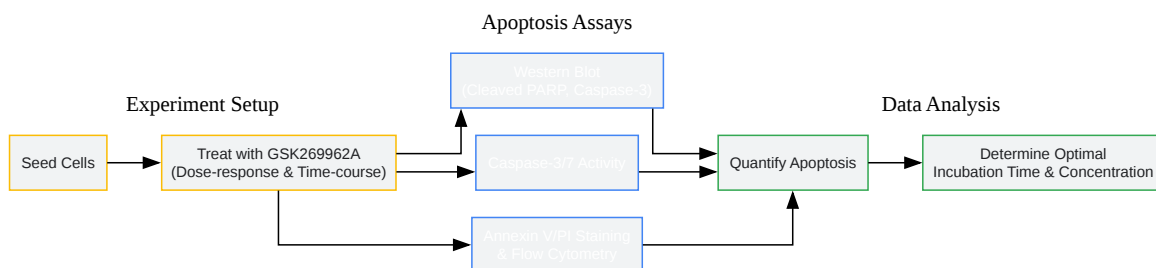 Apoptosis Assays
Experiment Setup
Data Analysis
Seed Cells
Treat with GSK269962A
(Dose-response & Time-course)
Western Blot
(Cleaved PARP, Caspase-3)
Caspase-3/7 Activity
Annexin V/PI Staining
& Flow Cytometry
Quantify Apoptosis
Determine Optimal
Incubation Time & Concentration